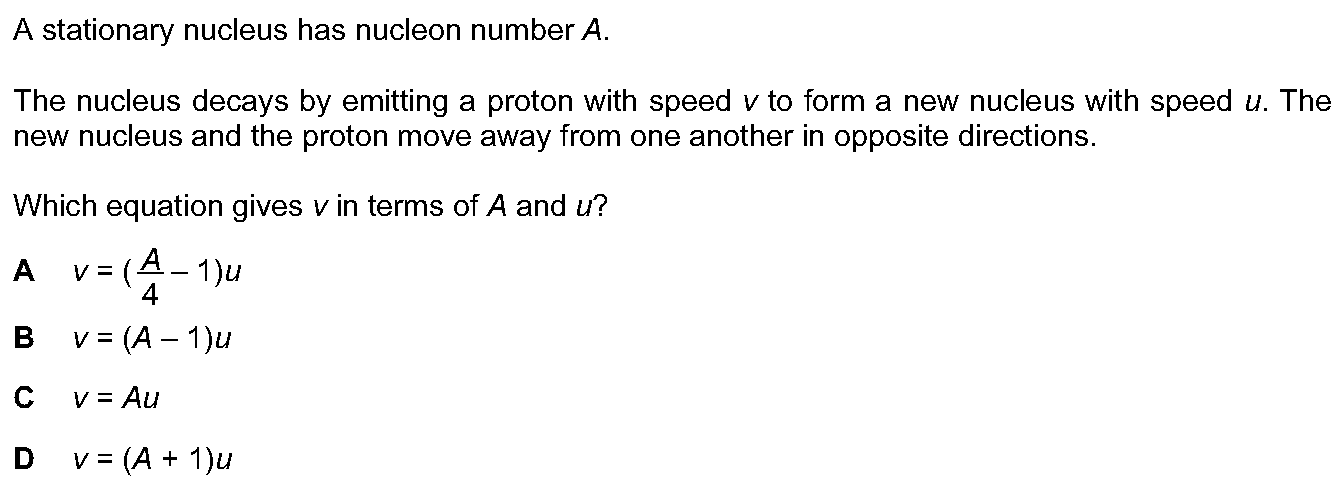 A stationary nucleus has nucleon number A.
The nucleus decays by emitting a proton with speed v to form a new nucleus with speed u. The
new nucleus and the proton move away from one another in opposite directions.
Which equation gives v in terms of A and u?
A v = (A/4 – 1)u
B v = (A – 1)u
C v = Au
D v = (A + 1)u